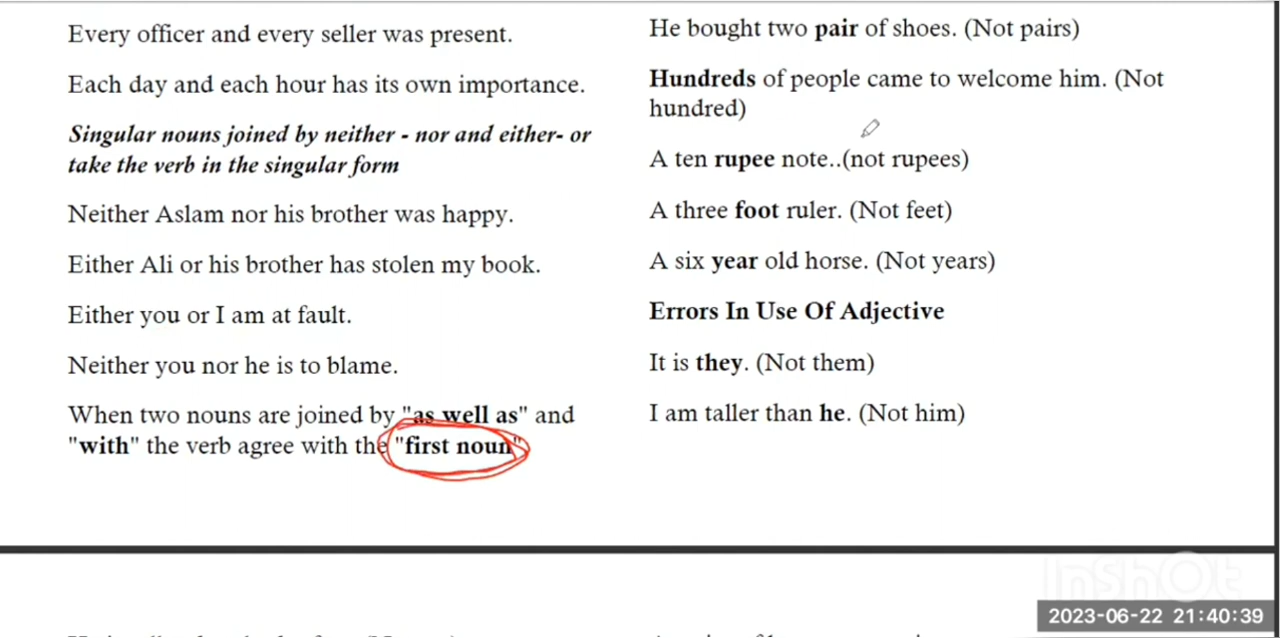 Every officer and every seller was present.
Each day and each hour has its own importance.
Singular nouns joined by neither - nor and either- or
take the verb in the singular form
Neither Aslam nor his brother was happy.
Either Ali or his brother has stolen my book.
Either you or I am at fault.
Neither you nor he is to blame.
When two nouns are joined by "as well as" and
"with" the verb agree with the "first noun"
He bought two pair of shoes. (Not pairs)
Hundreds of people came to welcome him. (Not
hundred)
A ten rupee note..(not rupees)
A three foot ruler. (Not feet)
A six year old horse. (Not years)
Errors In Use Of Adjective
It is they. (Not them)
I am taller than he. (Not him)
InshOt
2023-06-22 21:40:39